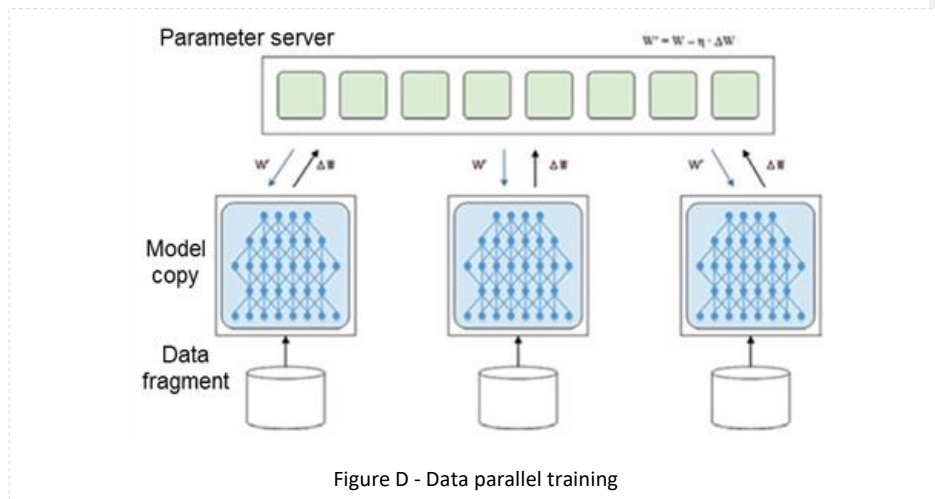 Parameter server
W' = W – η · ΔW
W'
ΔW
W'
ΔW
W'
ΔW
Model
copy
Data
fragment
Figure D - Data parallel training